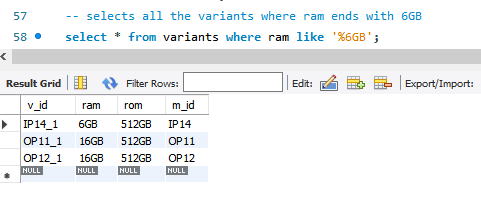 57 -- selects all the variants where ram ends with 6GB
58 select * from variants where ram like '%6GB';
Result Grid Filter Rows: Edit: Export/Import:
v_id ram rom m_id
IP14_1 6GB 512GB IP14
OP11_1 16GB 512GB OP11
OP12_1 16GB 512GB OP12
NULL NULL NULL NULL